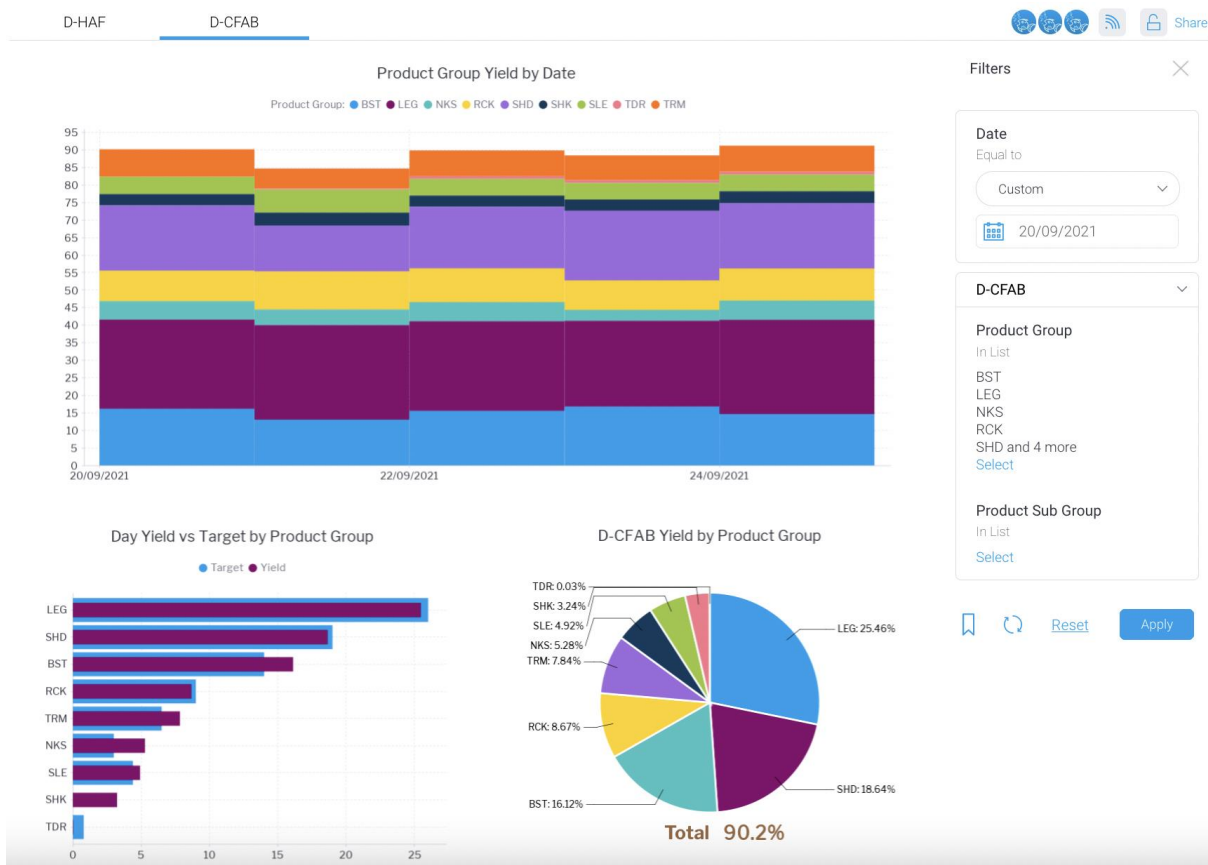 D-HAF D-CFAB Share
Product Group Yield by Date
Product Group: BST LEG NKS RCK SHD SHK SLE TDR TRM
95
90
85
80
75
70
65
60
55
50
45
40
35
30
25
20
15
10
5
0
20/09/2021 22/09/2021 24/09/2021
Day Yield vs Target by Product Group
Target Yield
LEG
SHD
BST
RCK
TRM
NKS
SLE
SHK
TDR
0 5 10 15 20 25
D-CFAB Yield by Product Group
TDR: 0.03%
SHK: 3.24%
SLE: 4.92%
NKS: 5.28%
TRM: 7.84%
RCK: 8.67%
BST: 16.12%
LEG: 25.46%
SHD: 18.64%
Total 90.2%
Filters
Date
Equal to
Custom
20/09/2021
D-CFAB
Product Group
In List
BST
LEG
NKS
RCK
SHD and 4 more
Select
Product Sub Group
In List
Select
Reset Apply